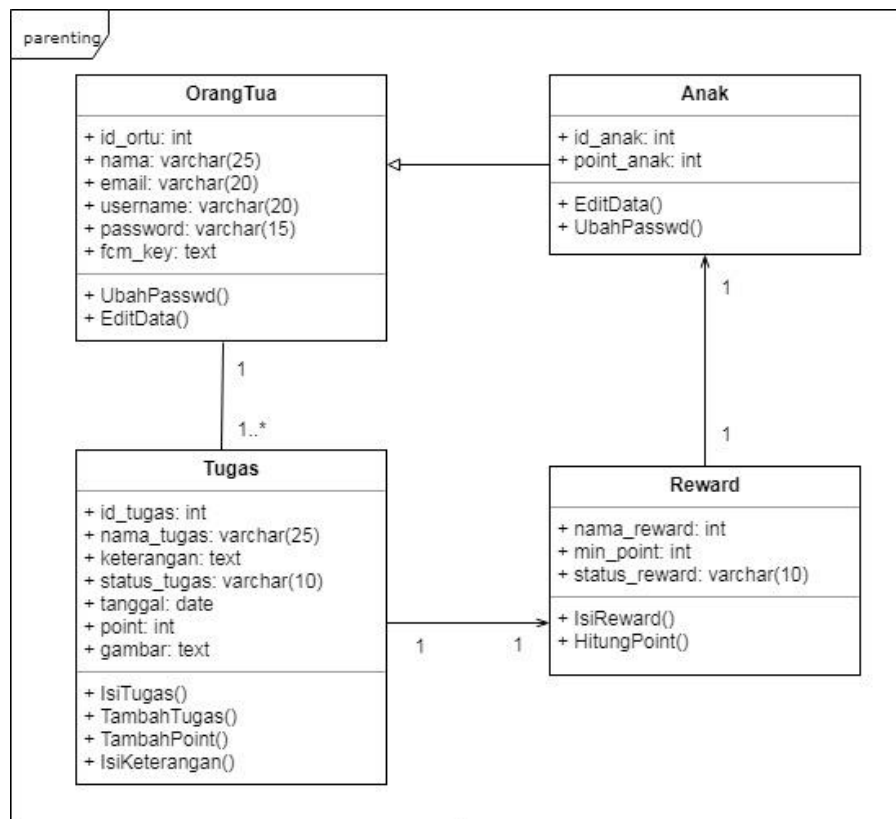 parenting
OrangTua
+ id_ortu: int
+ nama: varchar(25)
+ email: varchar(20)
+ username: varchar(20)
+ password: varchar(15)
+ fcm_key: text
+ UbahPasswd()
+ EditData()
Anak
+ id_anak: int
+ point_anak: int
+ EditData()
+ UbahPasswd()
1
1..*
1
1
Tugas
+ id_tugas: int
+ nama_tugas: varchar(25)
+ keterangan: text
+ status_tugas: varchar(10)
+ tanggal: date
+ point: int
+ gambar: text
+ IsiTugas()
+ TambahTugas()
+ TambahPoint()
+ IsiKeterangan()
1
1
Reward
+ nama_reward: int
+ min_point: int
+ status_reward: varchar(10)
+ IsiReward()
+ HitungPoint()